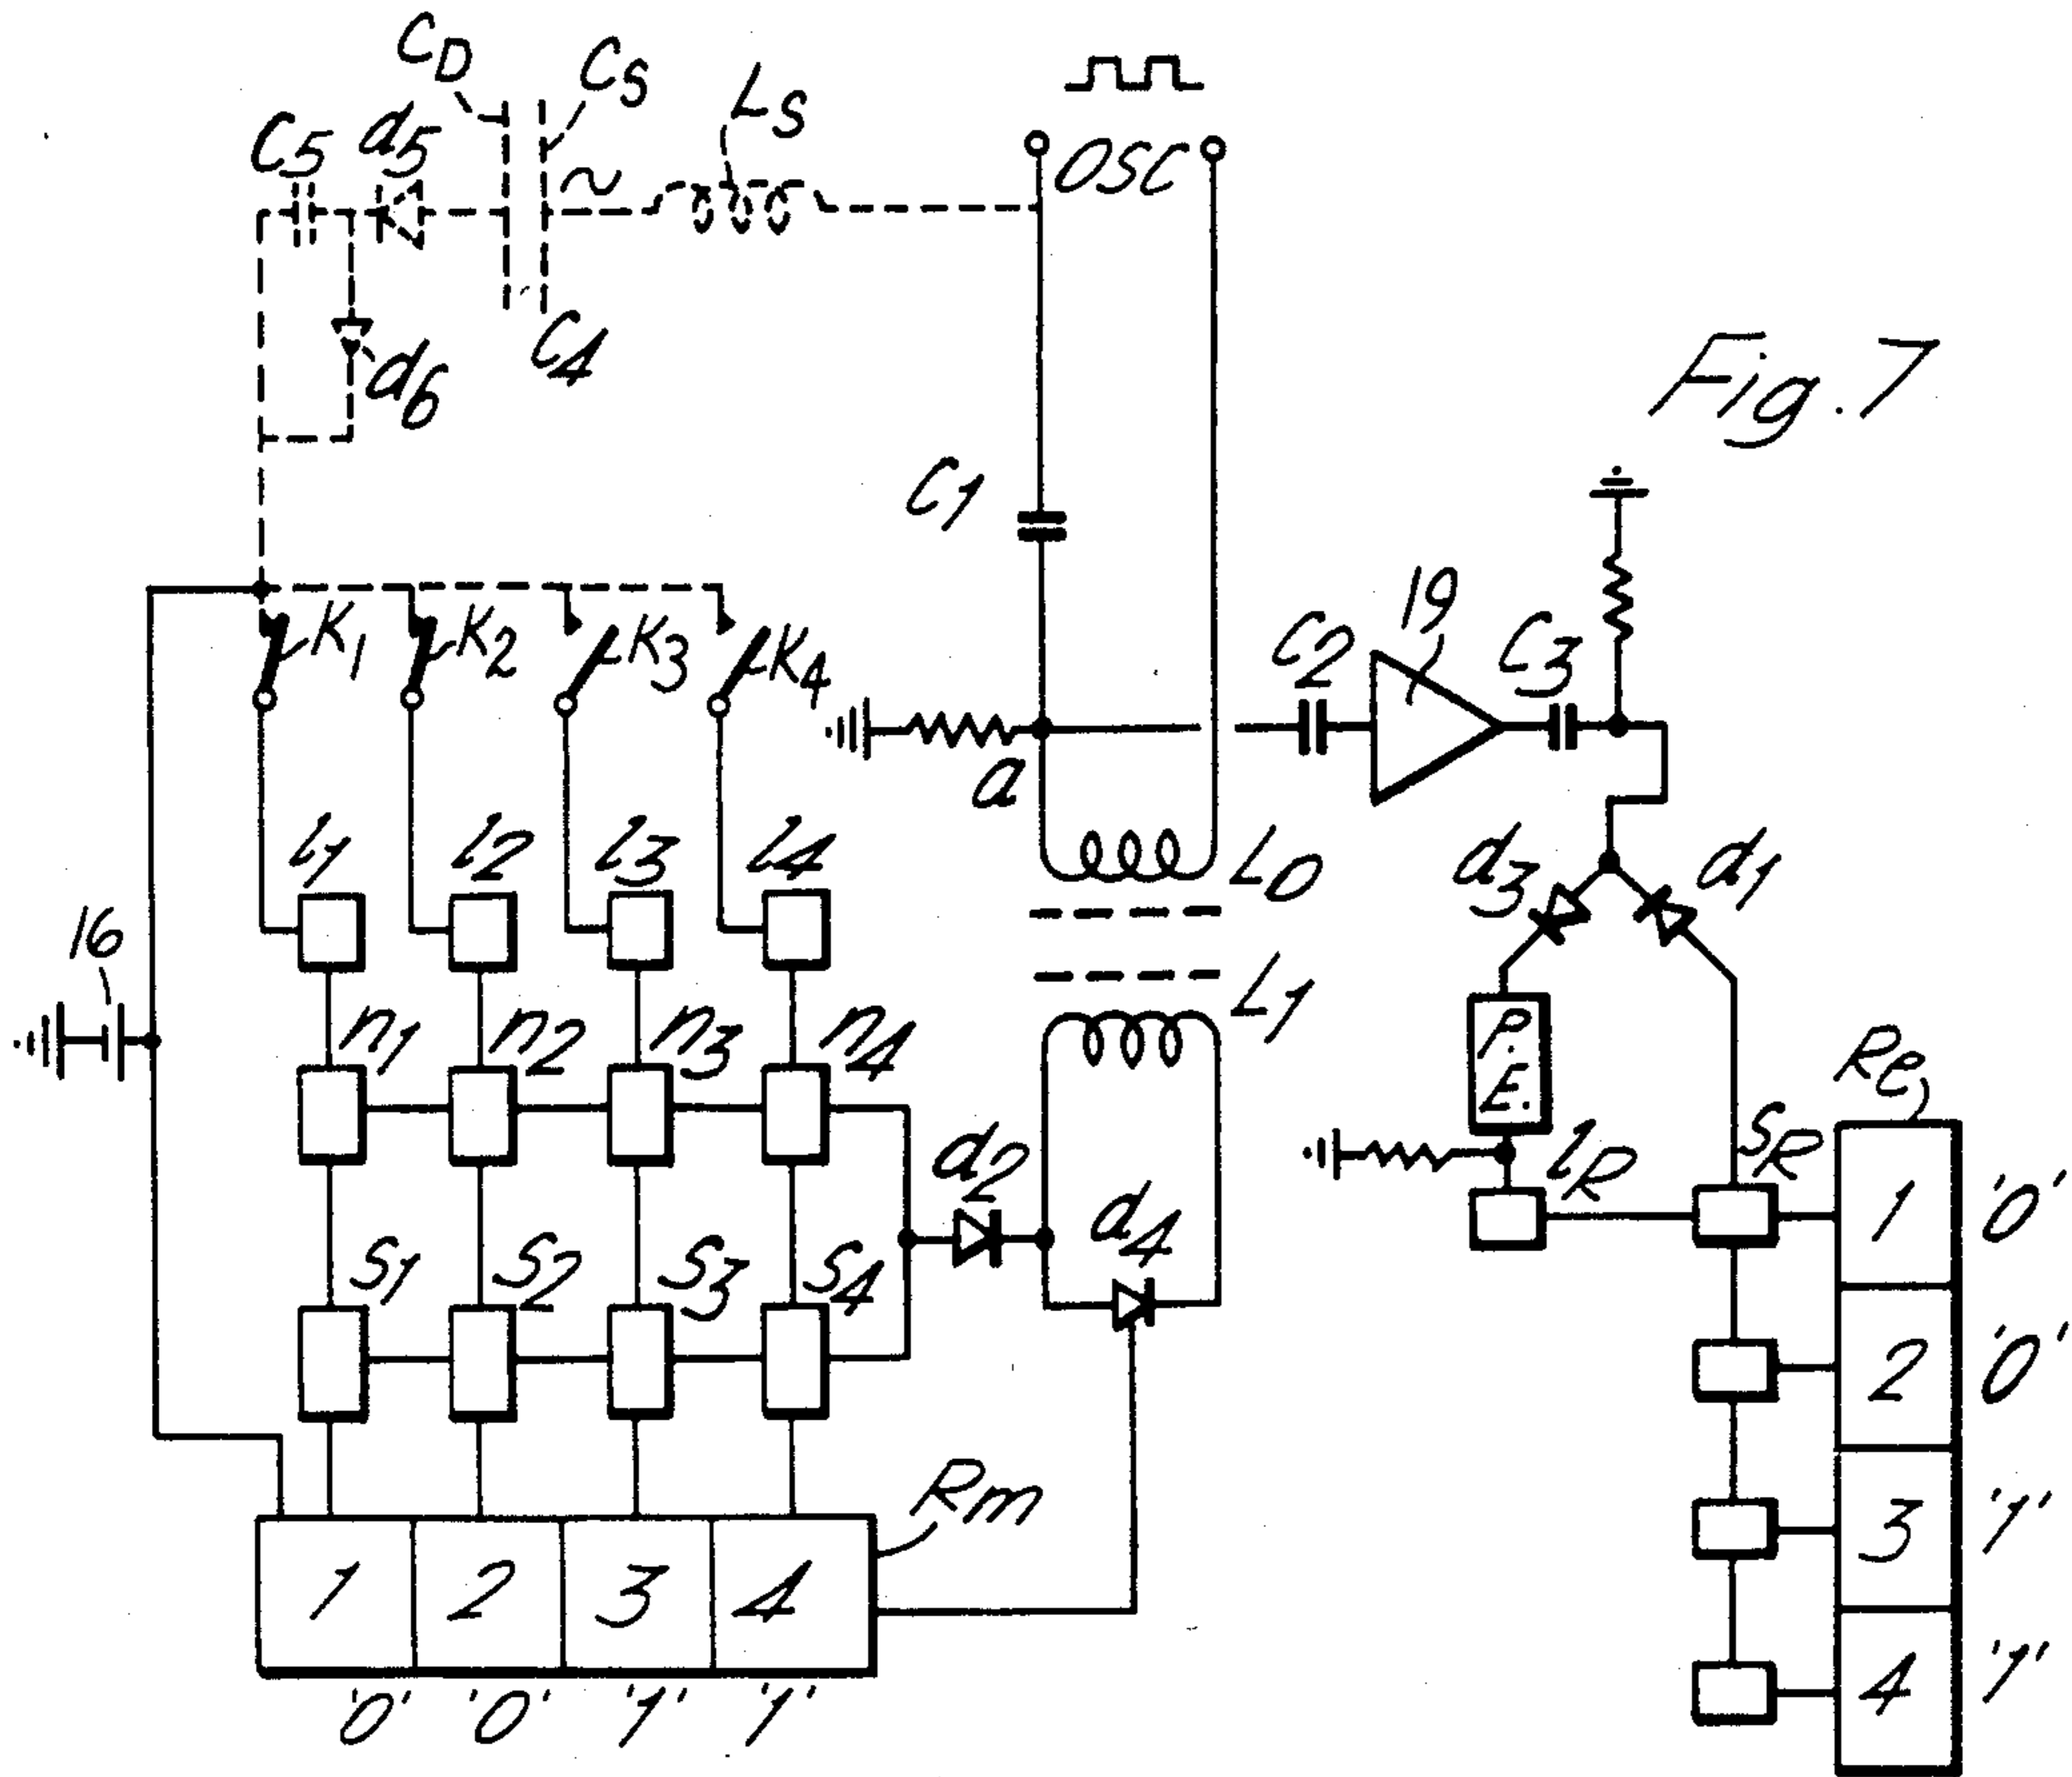 CD
CS
LS
OSC
C5
d5
C4
d6
Fig. 7
C1
K1
K2
K3
K4
C2
19
C3
a
l1
l2
l3
l4
L0
d3
d1
16
n1
n2
n3
n4
L1
P.
E.
Re
d2
d4
lR
SR
1
'0'
S1
S2
S3
S4
2
'0'
Rm
3
'1'
1
2
3
4
4
'1'
'0'
'0'
'1'
'1'